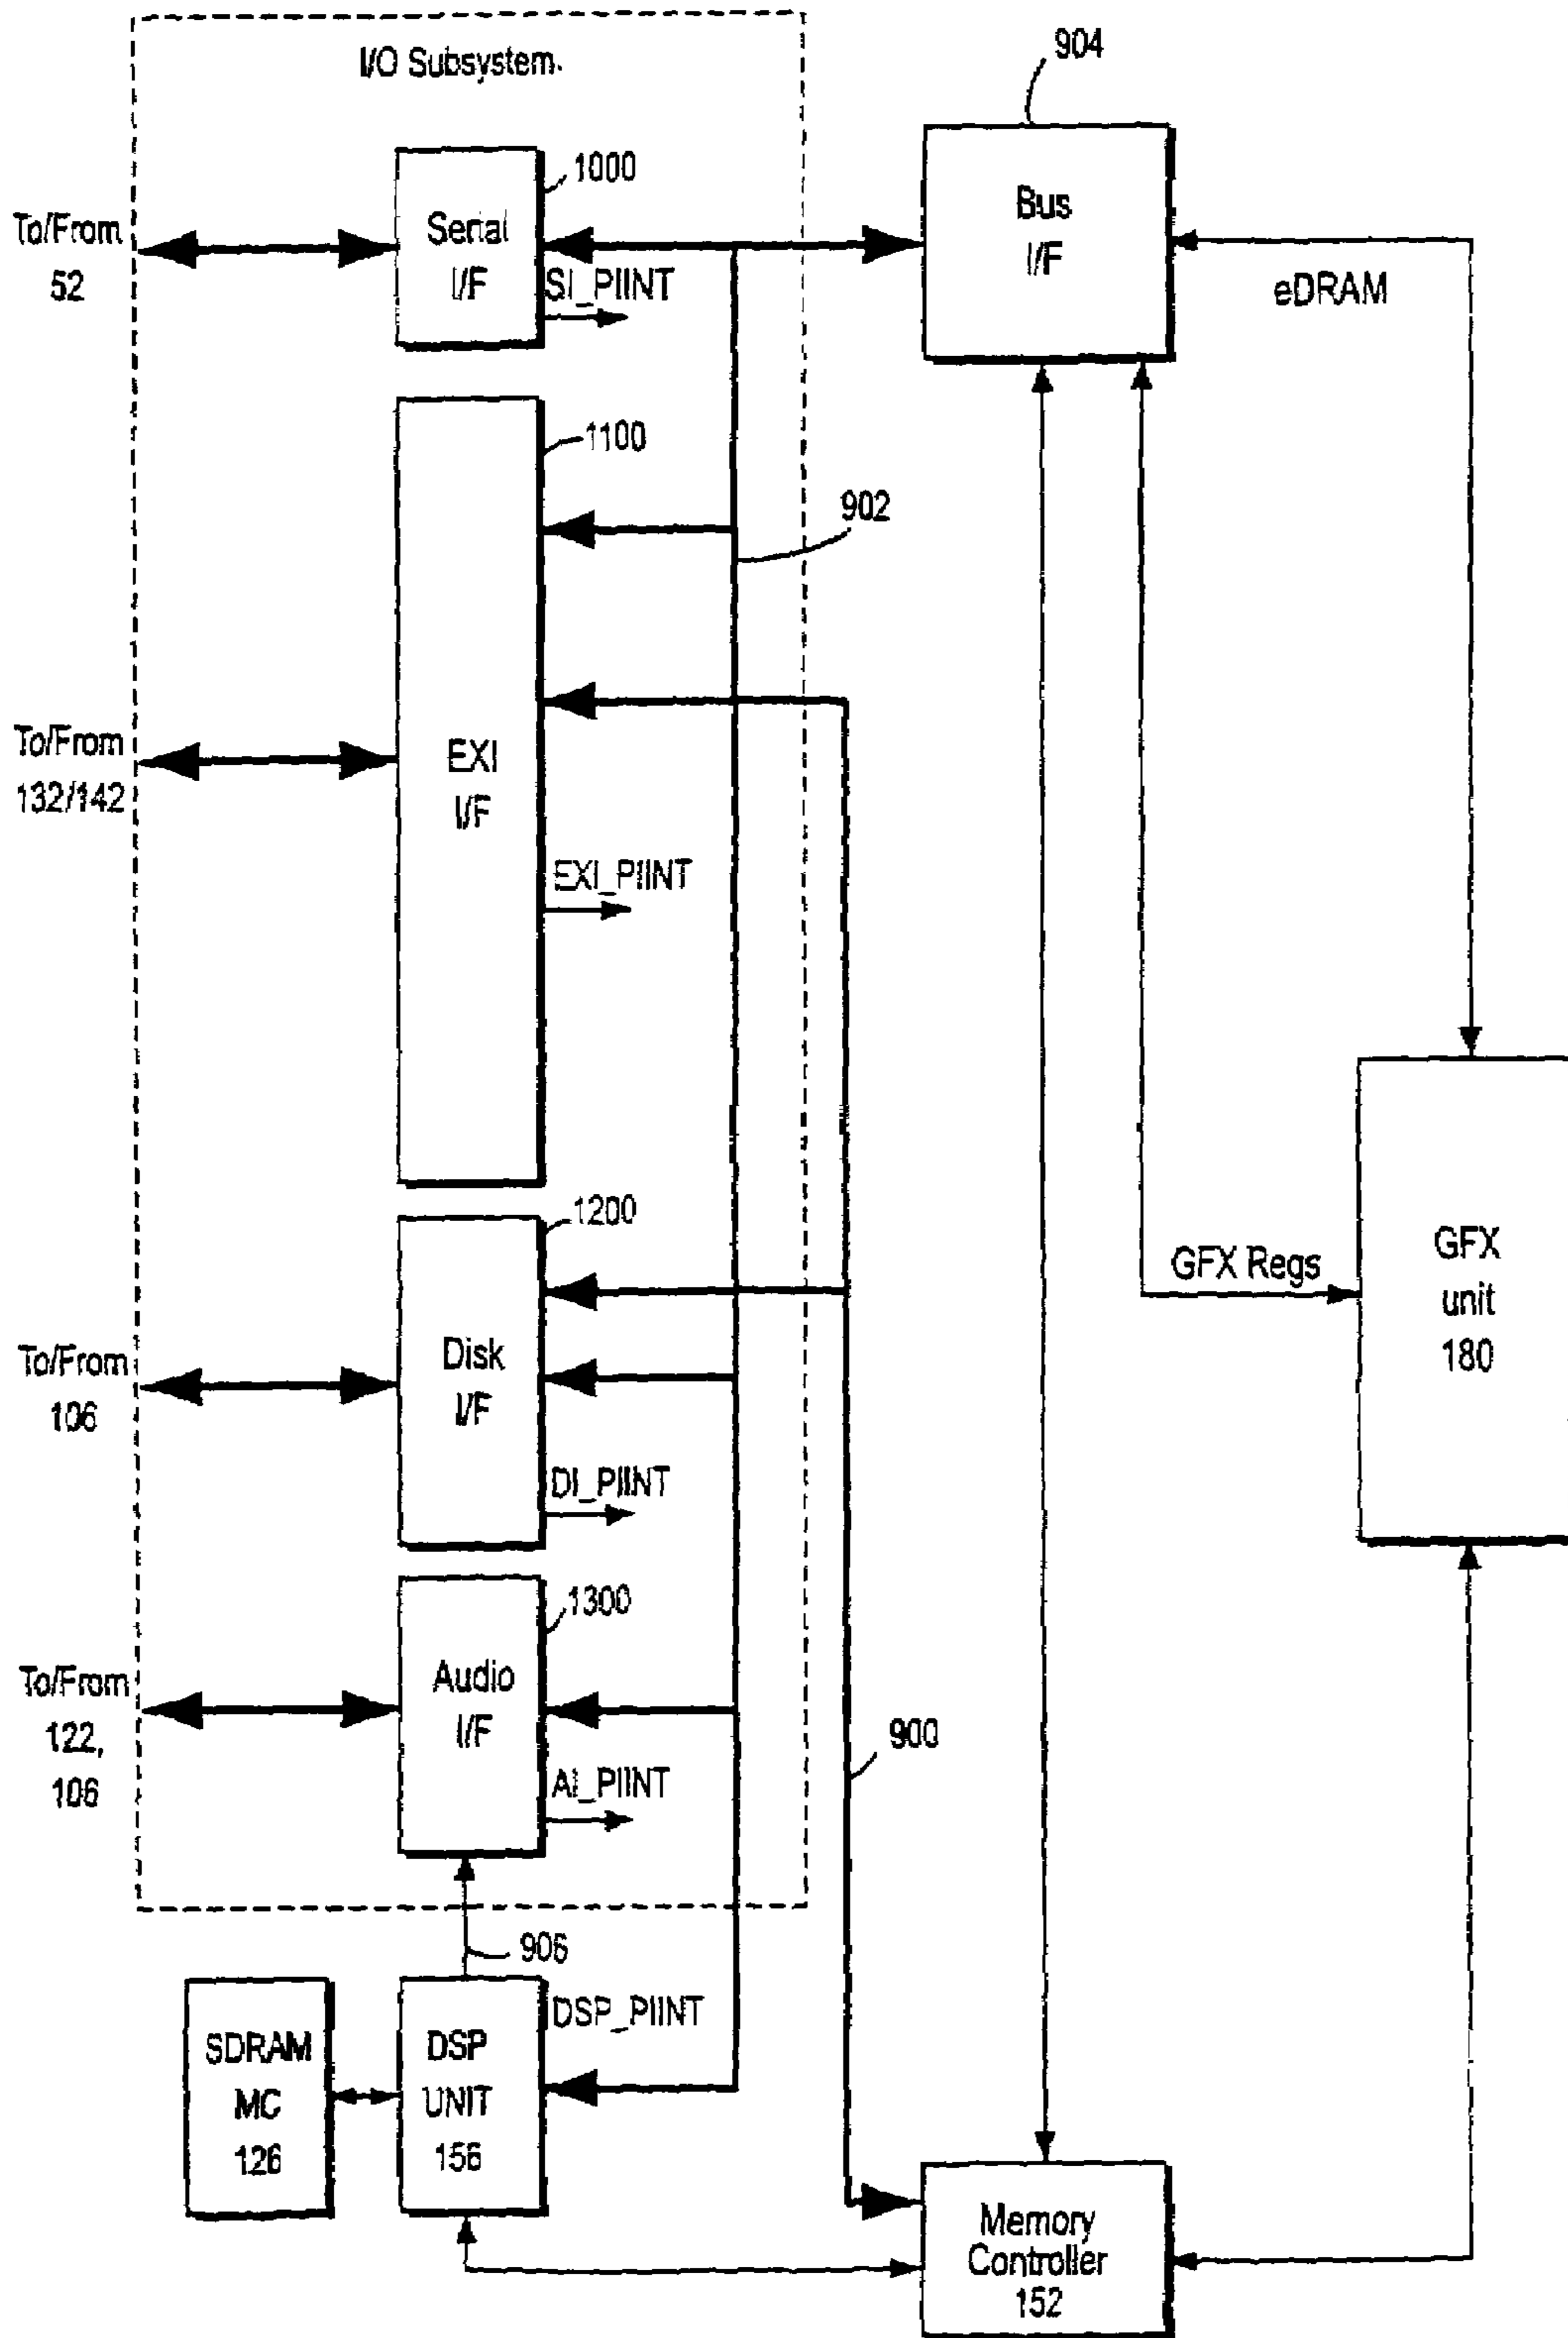 I/O Subsystem.
904
1000
To/From
52
Serial
I/F
SI_PIINT
Bus
I/F
eDRAM
1100
902
To/From
132/142
EXI
I/F
EXI_PIINT
1200
To/From
106
Disk
I/F
DI_PIINT
GFX Regs
GFX
unit
180
1300
To/From
122,
106
Audio
I/F
AI_PIINT
900
906
SDRAM
MC
126
DSP
UNIT
156
DSP_PIINT
Memory
Controller
152